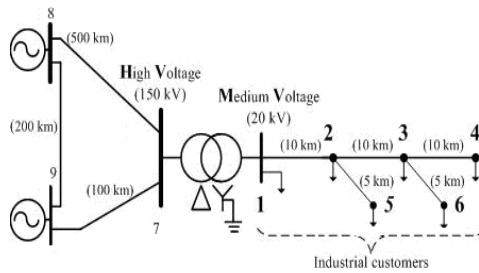 8
(500 km)
High Voltage
(150 kV)
Medium Voltage
(20 kV)
2
3
4
(200 km)
(10 km)
(10 km)
(10 km)
9
(100 km)
(5 km)
(5 km)
7
1
5
6
Industrial customers